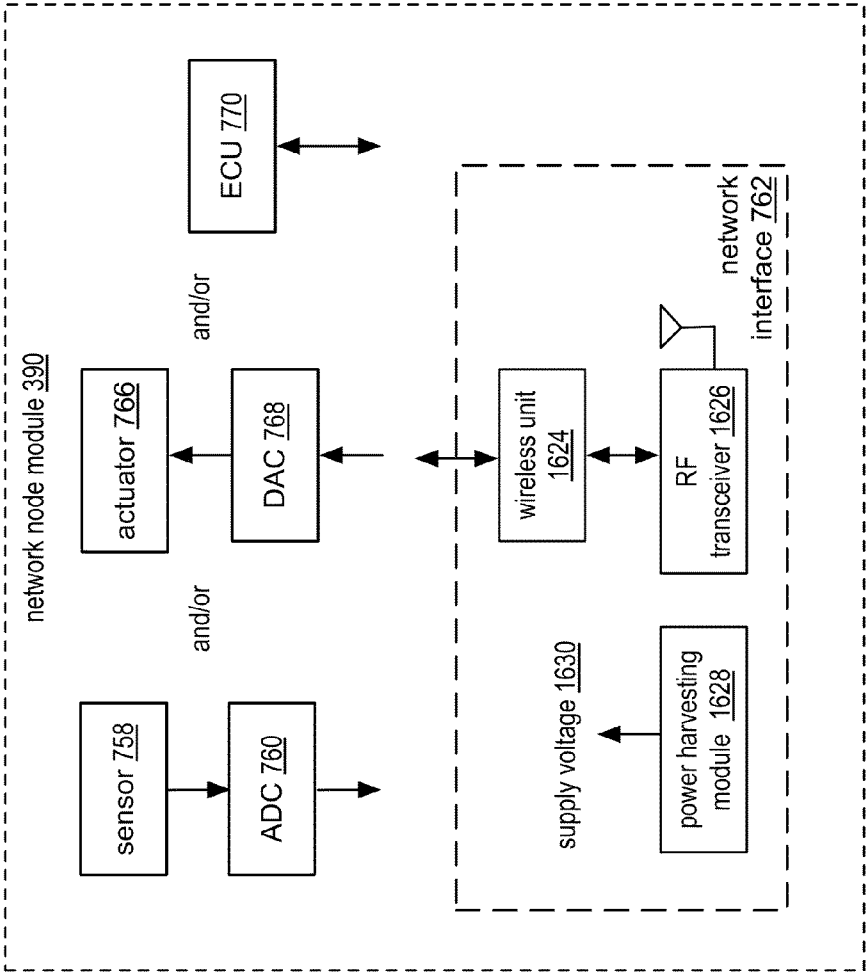 network node module 390
sensor 758
ADC 760
and/or
actuator 766
DAC 768
and/or
ECU 770
supply voltage 1630
power harvesting
module 1628
wireless unit
1624
RF
transceiver 1626
network
interface 762